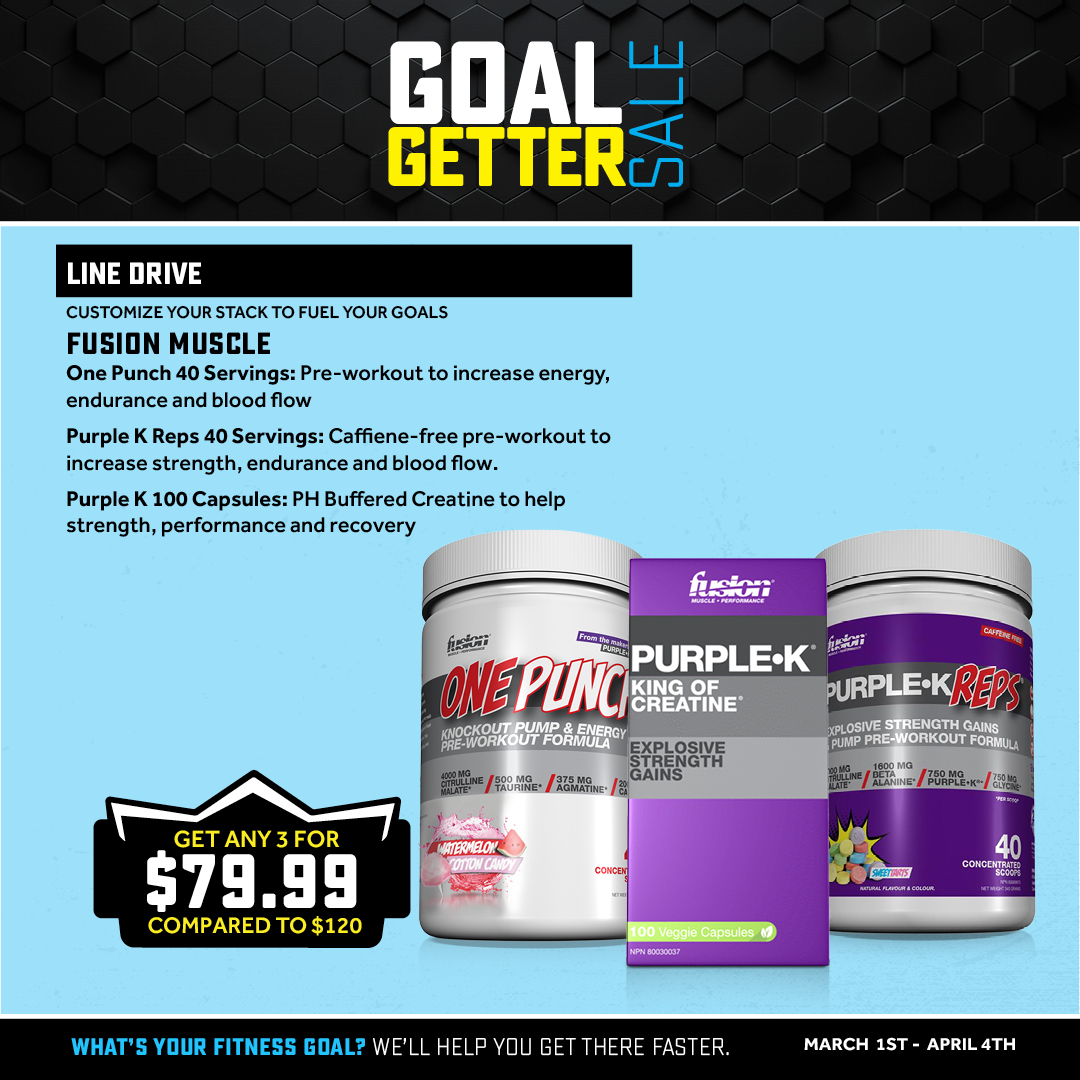 GOAL
GETTER
SALE
LINE DRIVE
CUSTOMIZE YOUR STACK TO FUEL YOUR GOALS
FUSION MUSCLE
One Punch 40 Servings: Pre-workout to increase energy,
endurance and blood flow
Purple K Reps 40 Servings: Caffiene-free pre-workout to
increase strength, endurance and blood flow.
Purple K 100 Capsules: PH Buffered Creatine to help
strength, performance and recovery
GET ANY 3 FOR
$79.99
COMPARED TO $120
fusion
MUSCLE • PERFORMANCE
From the
PURPLE•
ONE PUNC
KNOCKOUT PUMP & ENERGY
PRE-WORKOUT FORMULA
4000 MG
CITRULLINE
MALATE*
500 MG
TAURINE*
375 MG
AGMATINE*
WATERMELON
COTTON CANDY
fusion®
MUSCLE • PERFORMANCE
PURPLE•K®
KING OF
CREATINE®
EXPLOSIVE
STRENGTH
GAINS
100 Veggie Capsules
NPN 80030037
fusion
CAFFEINE FREE
PURPLE•K REPS
EXPLOSIVE STRENGTH GAINS
PUMP PRE-WORKOUT FORMULA
1600 MG
BETA
ALANINE*
750 MG
PURPLE•K®*
750 MG
GLYCINE*
*PER SCOOP
SWEETTARTS
NATURAL FLAVOUR & COLOUR.
40
CONCENTRATED
SCOOPS
WHAT'S YOUR FITNESS GOAL? WE'LL HELP YOU GET THERE FASTER.
MARCH 1ST - APRIL 4TH